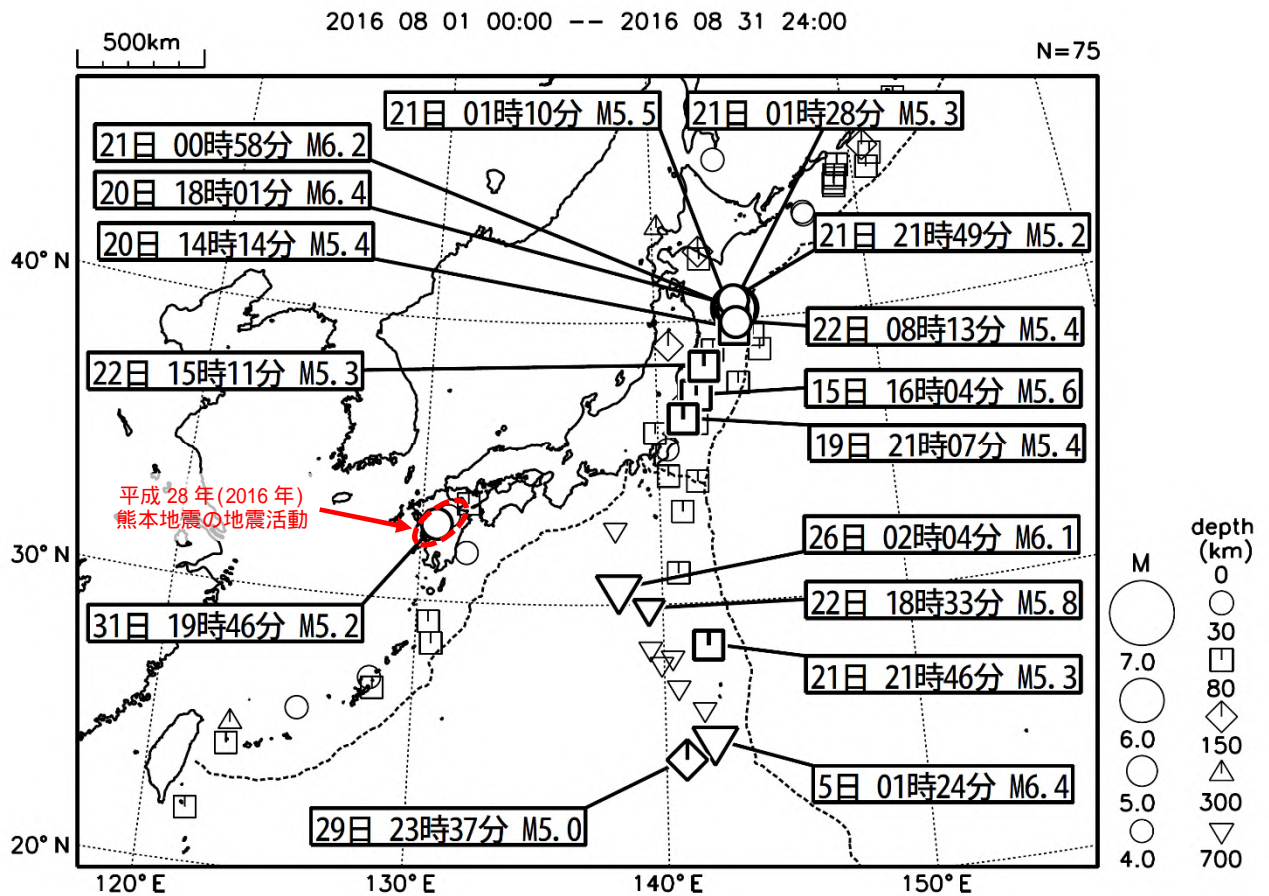 2016 08 01 00:00 -- 2016 08 31 24:00
500km
N=75
21日 01時10分 M5.5
21日 01時28分 M5.3
21日 00時58分 M6.2
20日 18時01分 M6.4
20日 14時14分 M5.4
21日 21時49分 M5.2
40°N
22日 08時13分 M5.4
22日 15時11分 M5.3
15日 16時04分 M5.6
19日 21時07分 M5.4
平成 28 年(2016 年)
熊本地震の地震活動
26日 02時04分 M6.1
30°N
31日 19時46分 M5.2
22日 18時33分 M5.8
21日 21時46分 M5.3
5日 01時24分 M6.4
29日 23時37分 M5.0
20°N
120°E
130°E
140°E
150°E
M
7.0
6.0
5.0
4.0
depth
(km)
0
30
80
150
300
700